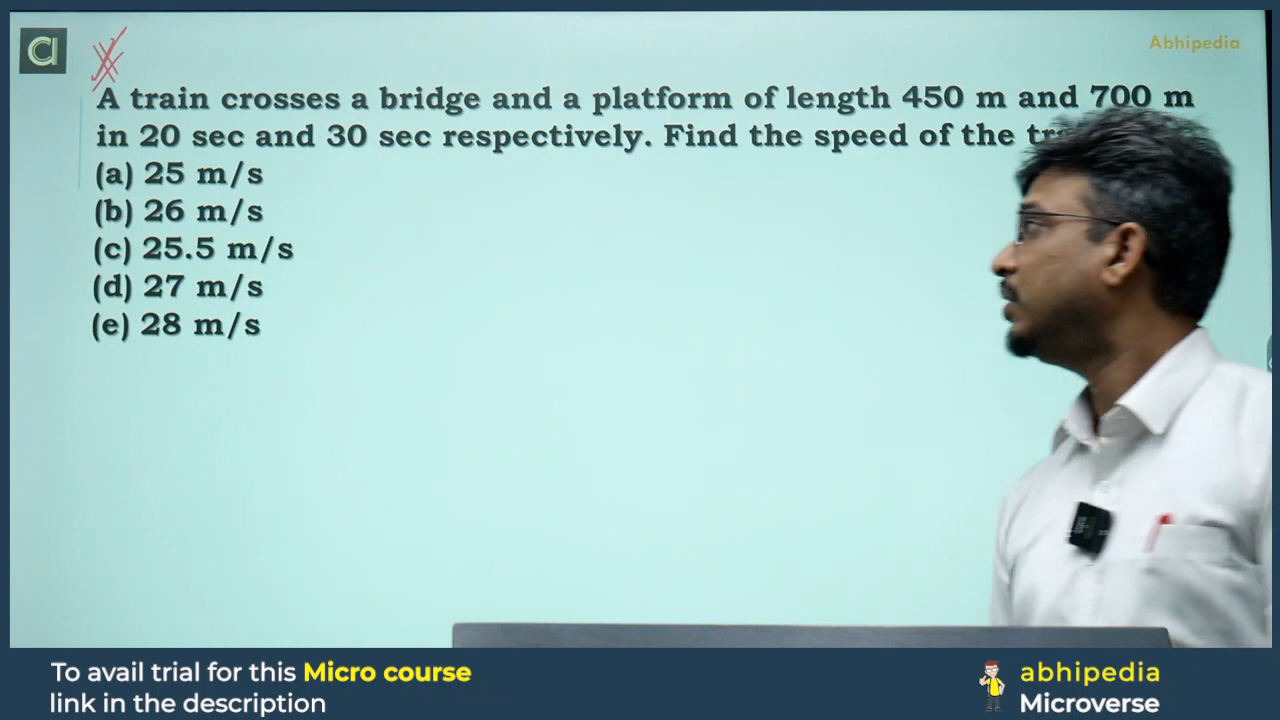 Abhipedia
A train crosses a bridge and a platform of length 450 m and 700 m
in 20 sec and 30 sec respectively. Find the speed of the
(a) 25 m/s
(b) 26 m/s
(c) 25.5 m/s
(d) 27 m/s
(e) 28 m/s
To avail trial for this Micro course
link in the description
abhipedia
Microverse